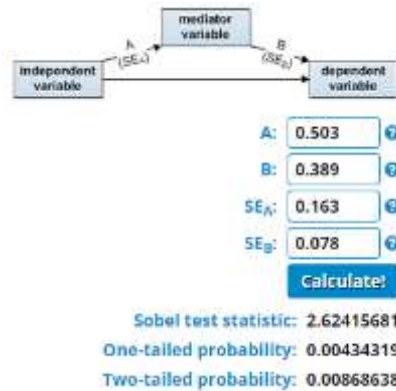 mediator
variable
A
(SEA)
B
(SEB)
independent
variable
dependent
variable
A: 0.503 ?
B: 0.389 ?
SEA: 0.163 ?
SEB: 0.078 ?
Calculate!
Sobel test statistic: 2.62415681
One-tailed probability: 0.00434319
Two-tailed probability: 0.00868638